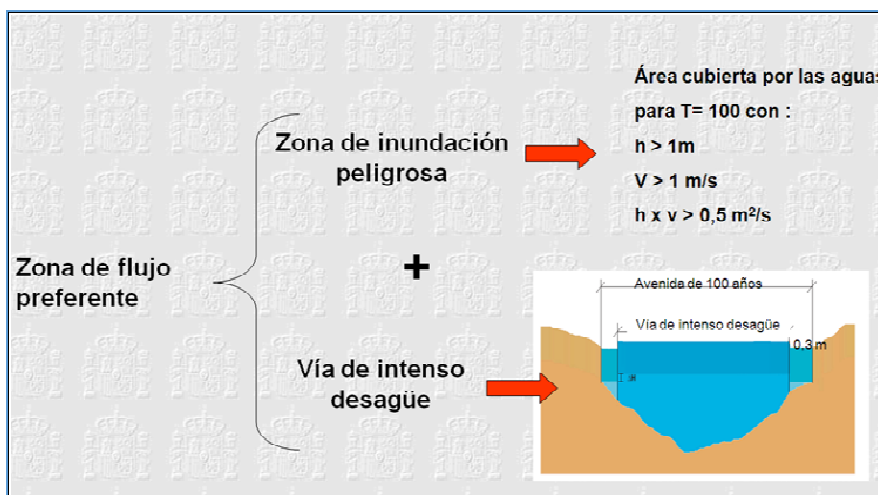 Área cubierta por las aguas
para T= 100 con :
h > 1m
V > 1 m/s
h x v > 0,5 m²/s
Zona de inundación
peligrosa
+
Zona de flujo
preferente
Vía de intenso
desagüe
Avenida de 100 años
Vía de intenso desagüe
0,3 m